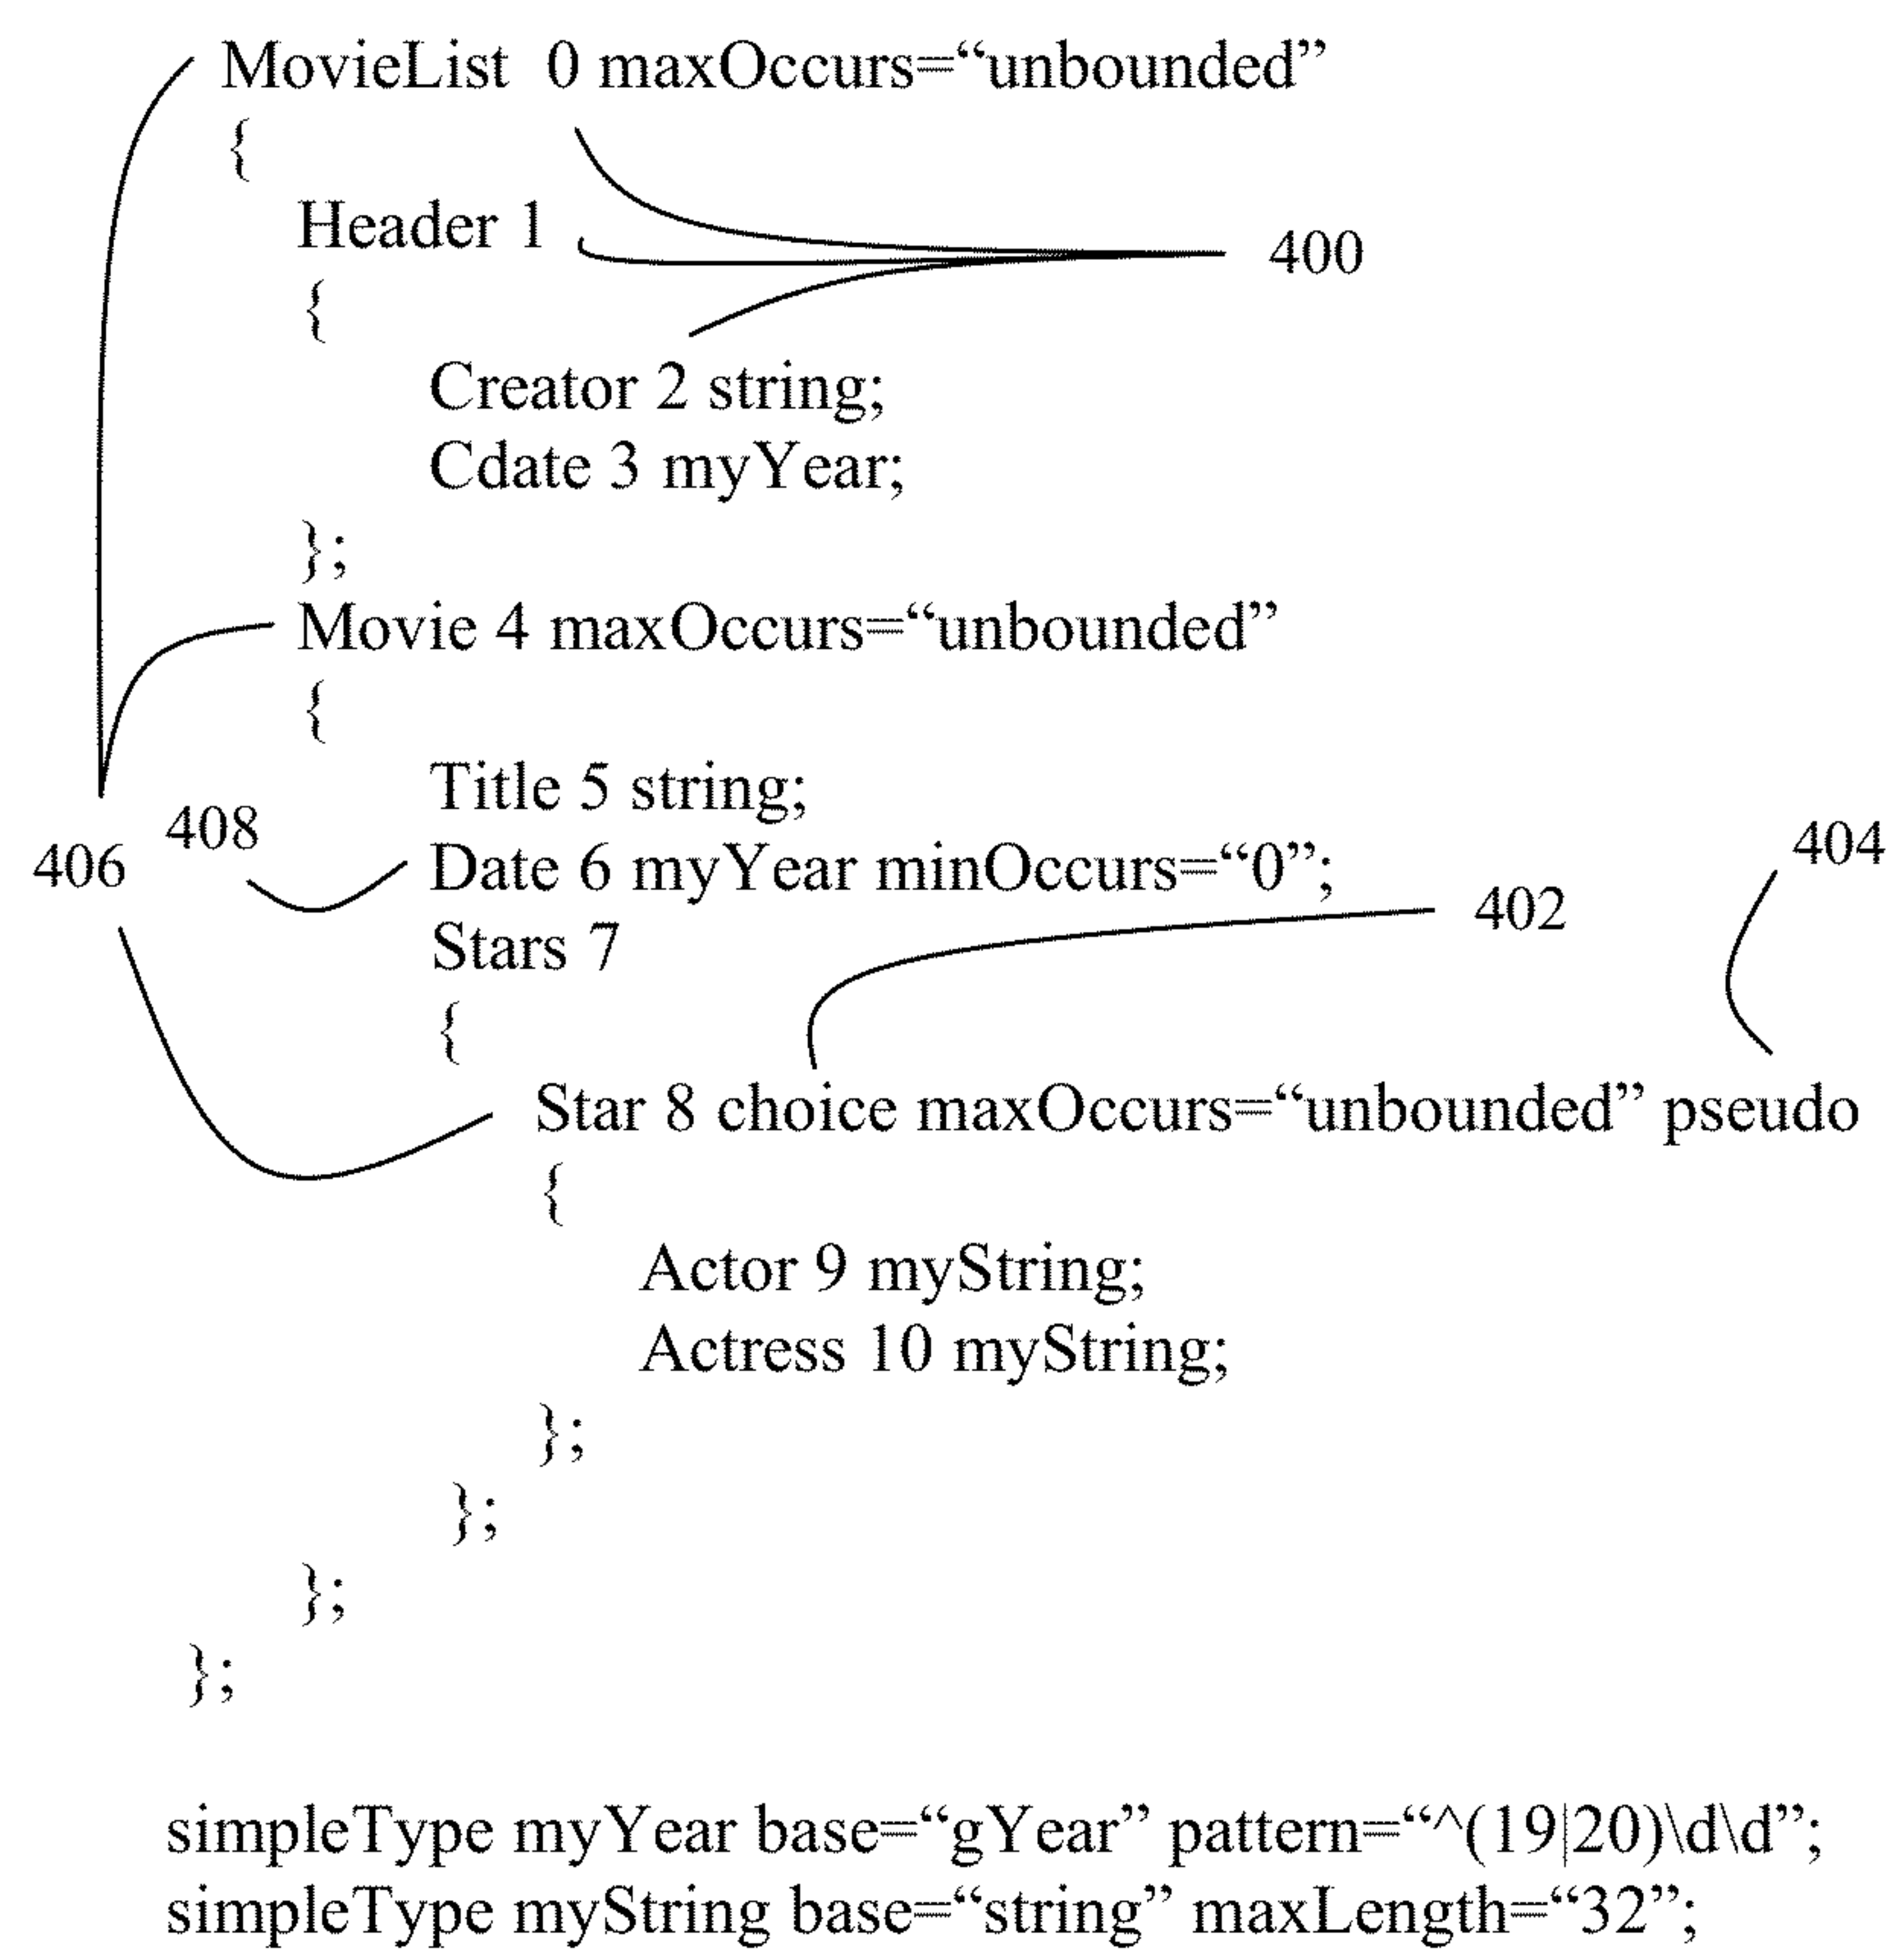 MovieList 0 maxOccurs=“unbounded”
{
Header 1
400
{
Creator 2 string;
Cdate 3 myYear;
};
Movie 4 maxOccurs=“unbounded”
{
Title 5 string;
408
404
406
Date 6 myYear minOccurs=“0”;
402
Stars 7
{
Star 8 choice maxOccurs=“unbounded” pseudo
{
Actor 9 myString;
Actress 10 myString;
};
};
};
};
simpleType myYear base=“gYear” pattern=“^(19|20)\d\d”;
simpleType myString base=“string” maxLength=“32”;